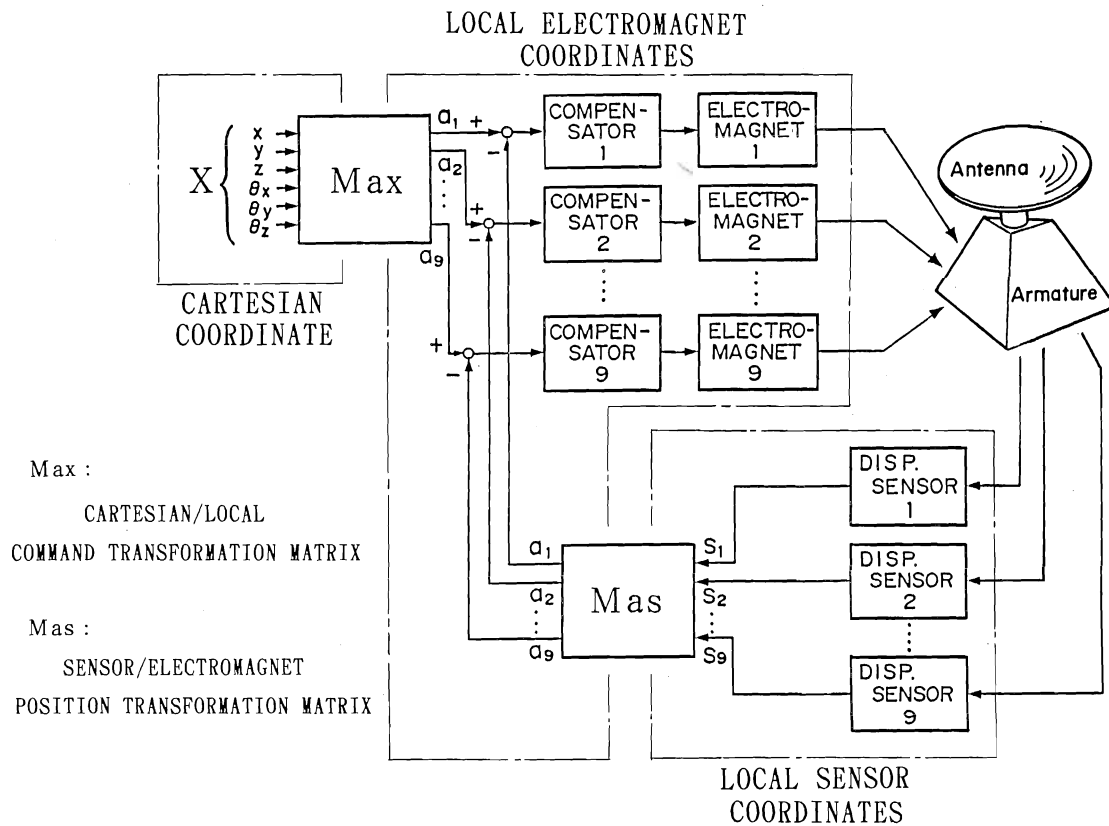 LOCAL ELECTROMAGNET
COORDINATES
X
x
y
z
θx
θy
θz
Max
CARTESIAN
COORDINATE
a1 +
-
a2
+
-
a9
+
-
COMPEN-
SATOR
1
ELECTRO-
MAGNET
1
COMPEN-
SATOR
2
ELECTRO-
MAGNET
2
COMPEN-
SATOR
9
ELECTRO-
MAGNET
9
Antenna
Armature
Max :
CARTESIAN/LOCAL
COMMAND TRANSFORMATION MATRIX
Mas :
SENSOR/ELECTROMAGNET
POSITION TRANSFORMATION MATRIX
a1
a2
a9
Mas
S1
S2
S9
DISP.
SENSOR
1
DISP.
SENSOR
2
DISP.
SENSOR
9
LOCAL SENSOR
COORDINATES